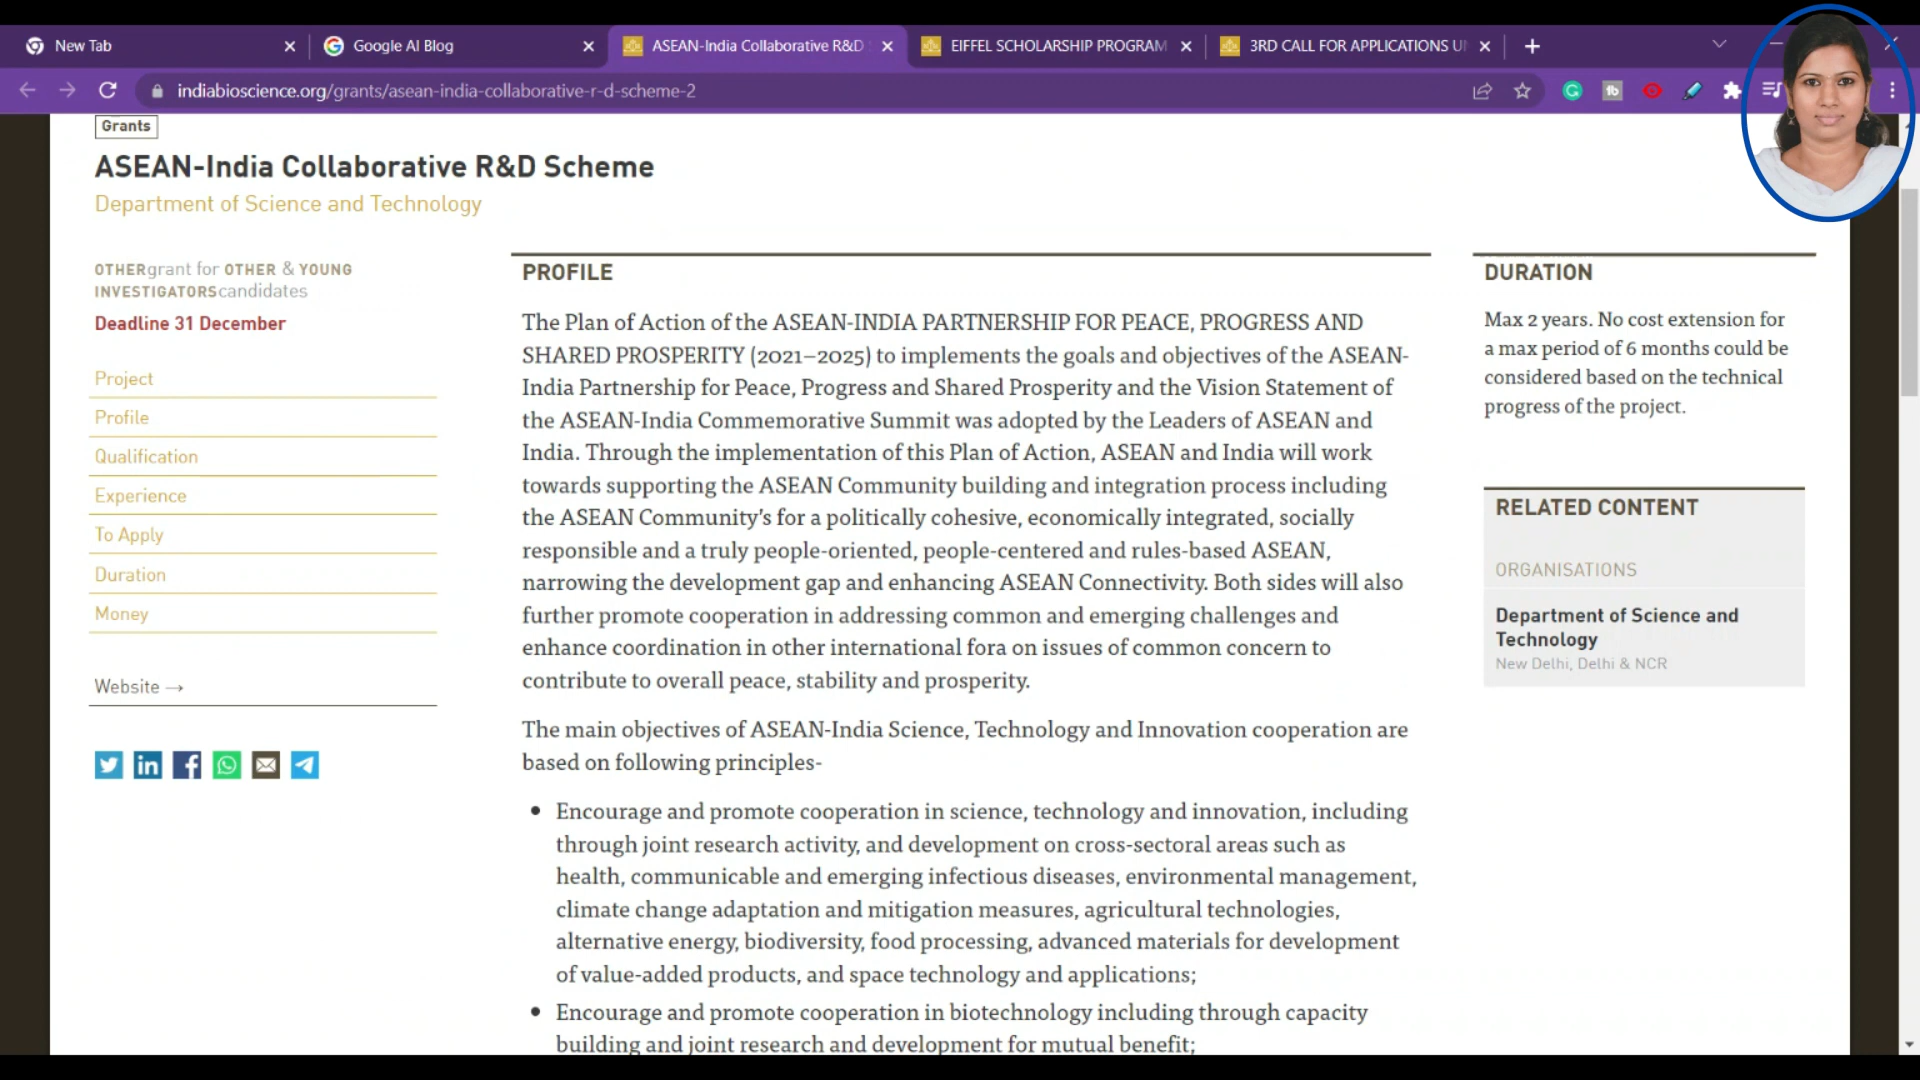 New Tab
Google AI Blog
ASEAN-India Collaborative R&D
EIFFEL SCHOLARSHIP PROGRAM
3RD CALL FOR APPLICATIONS U
indiabioscience.org/grants/asean-india-collaborative-r-d-scheme-2
Grants
ASEAN-India Collaborative R&D Scheme
Department of Science and Technology
OTHERgrant for OTHER & YOUNG
INVESTIGATORScandidates
Deadline 31 December
Project
Profile
Qualification
Experience
To Apply
Duration
Money
Website →
PROFILE
The Plan of Action of the ASEAN-INDIA PARTNERSHIP FOR PEACE, PROGRESS AND
SHARED PROSPERITY (2021–2025) to implements the goals and objectives of the ASEAN-
India Partnership for Peace, Progress and Shared Prosperity and the Vision Statement of
the ASEAN-India Commemorative Summit was adopted by the Leaders of ASEAN and
India. Through the implementation of this Plan of Action, ASEAN and India will work
towards supporting the ASEAN Community building and integration process including
the ASEAN Community's for a politically cohesive, economically integrated, socially
responsible and a truly people-oriented, people-centered and rules-based ASEAN,
narrowing the development gap and enhancing ASEAN Connectivity. Both sides will also
further promote cooperation in addressing common and emerging challenges and
enhance coordination in other international fora on issues of common concern to
contribute to overall peace, stability and prosperity.
The main objectives of ASEAN-India Science, Technology and Innovation cooperation are
based on following principles-
• Encourage and promote cooperation in science, technology and innovation, including
through joint research activity, and development on cross-sectoral areas such as
health, communicable and emerging infectious diseases, environmental management,
climate change adaptation and mitigation measures, agricultural technologies,
alternative energy, biodiversity, food processing, advanced materials for development
of value-added products, and space technology and applications;
• Encourage and promote cooperation in biotechnology including through capacity
building and joint research and development for mutual benefit;
DURATION
Max 2 years. No cost extension for
a max period of 6 months could be
considered based on the technical
progress of the project.
RELATED CONTENT
ORGANISATIONS
Department of Science and
Technology
New Delhi, Delhi & NCR